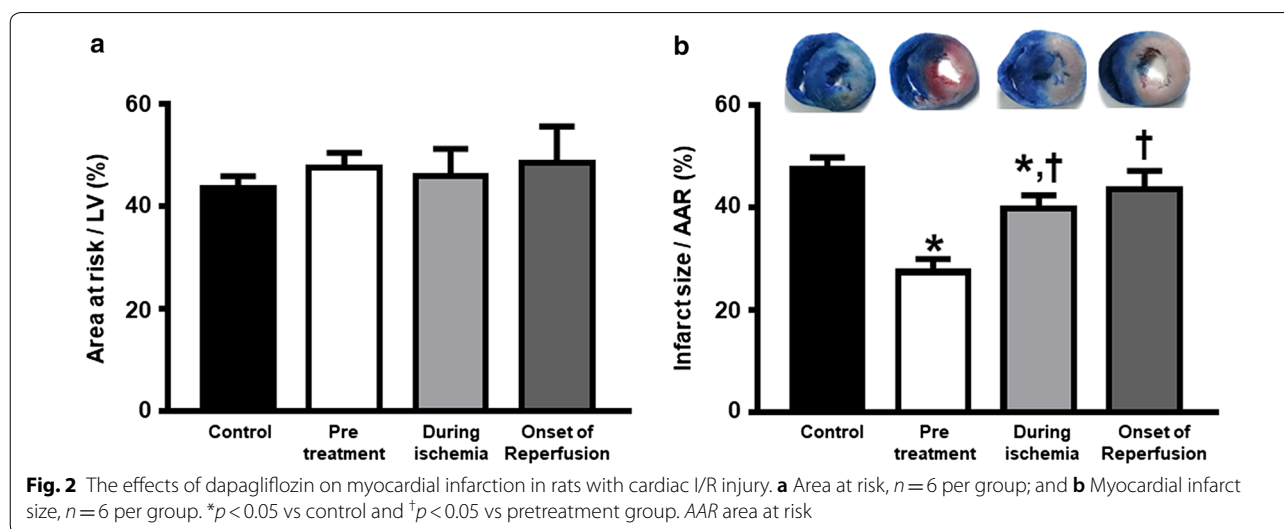 a
Area at risk / LV (%)
60
40
20
0
Control
Pre
treatment
During
ischemia
Onset of
Reperfusion
b
Infarct size / AAR (%)
60
40
20
0
*
*,†
†
Control
Pre
treatment
During
ischemia
Onset of
Reperfusion
Fig. 2 The effects of dapagliflozin on myocardial infarction in rats with cardiac I/R injury. a Area at risk, n = 6 per group; and b Myocardial infarct
size, n = 6 per group. *p < 0.05 vs control and †p < 0.05 vs pretreatment group. AAR area at risk